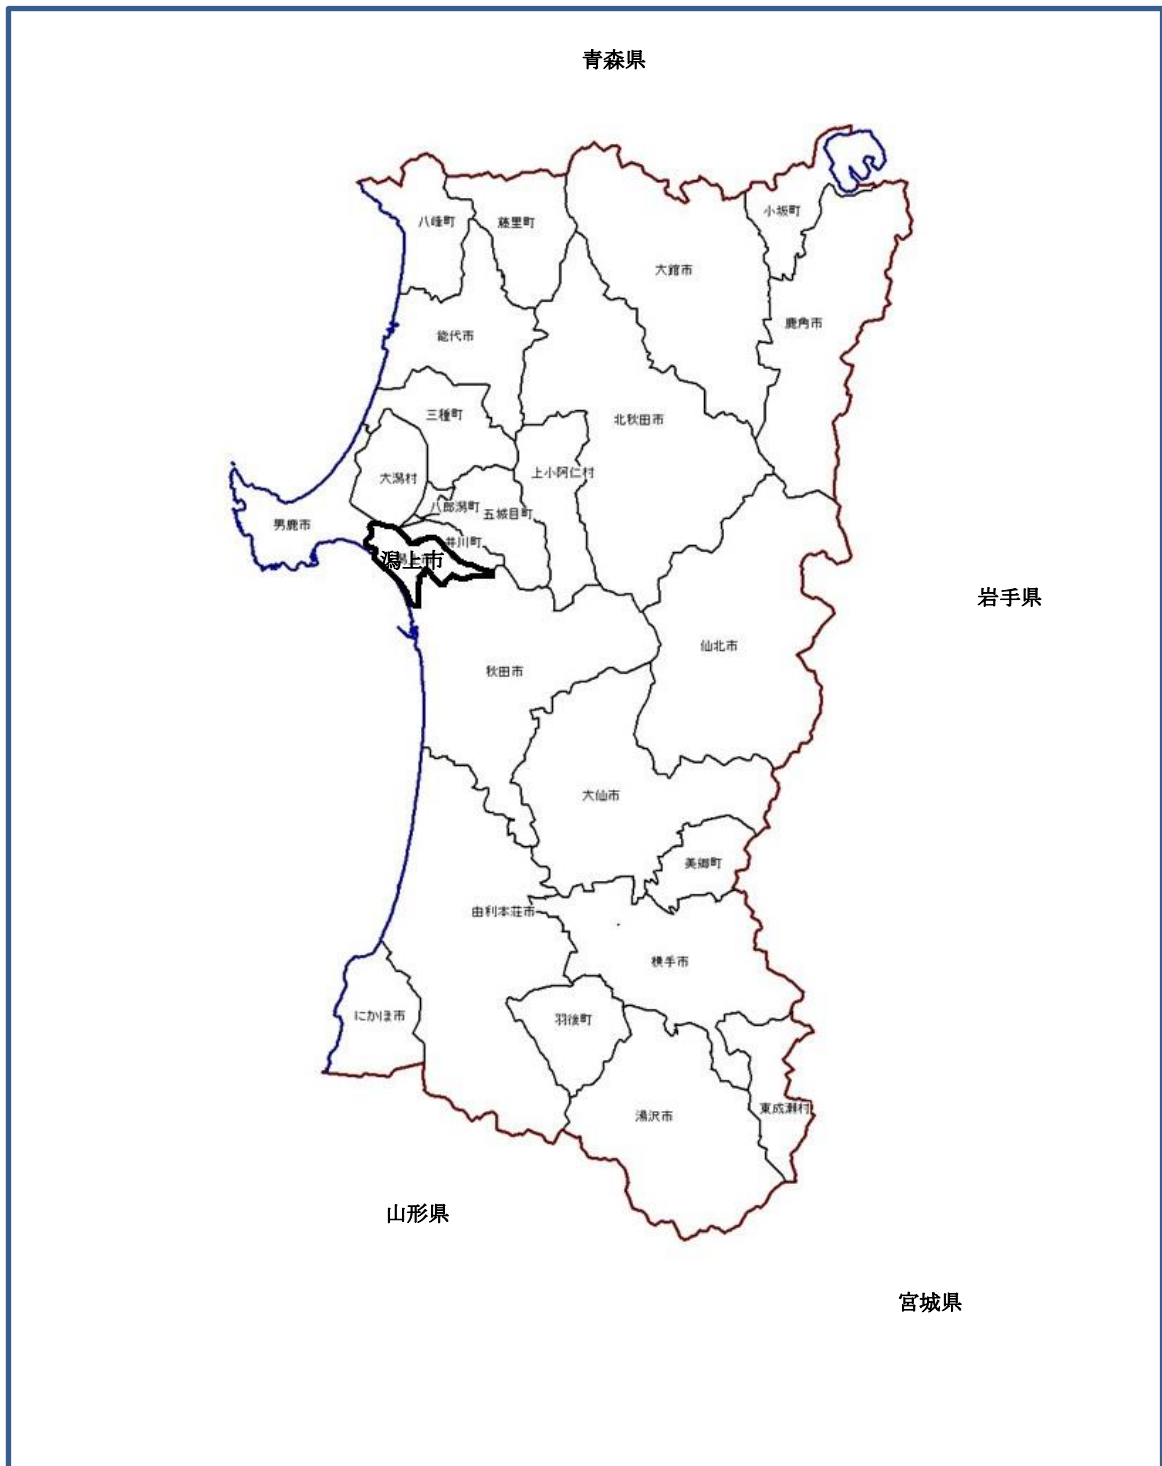 青森県
八峰町
藤里町
小坂町
大館市
鹿角市
能代市
三種町
北秋田市
大潟村
上小阿仁村
八郎潟町
五城目町
男鹿市
井川町
潟上市
岩手県
仙北市
秋田市
大仙市
美郷町
由利本荘市
横手市
にかほ市
羽後町
湯沢市
東成瀬村
山形県
宮城県